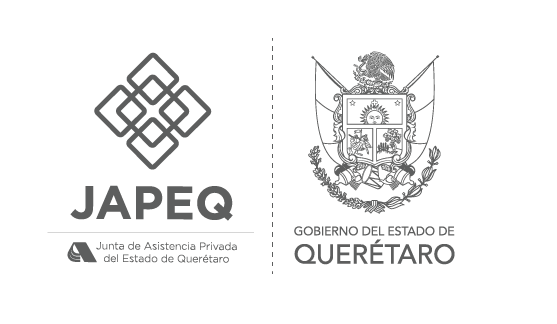 JAPEQ
Junta de Asistencia Privada
del Estado de Querétaro
GOBIERNO DEL ESTADO DE
QUERÉTARO